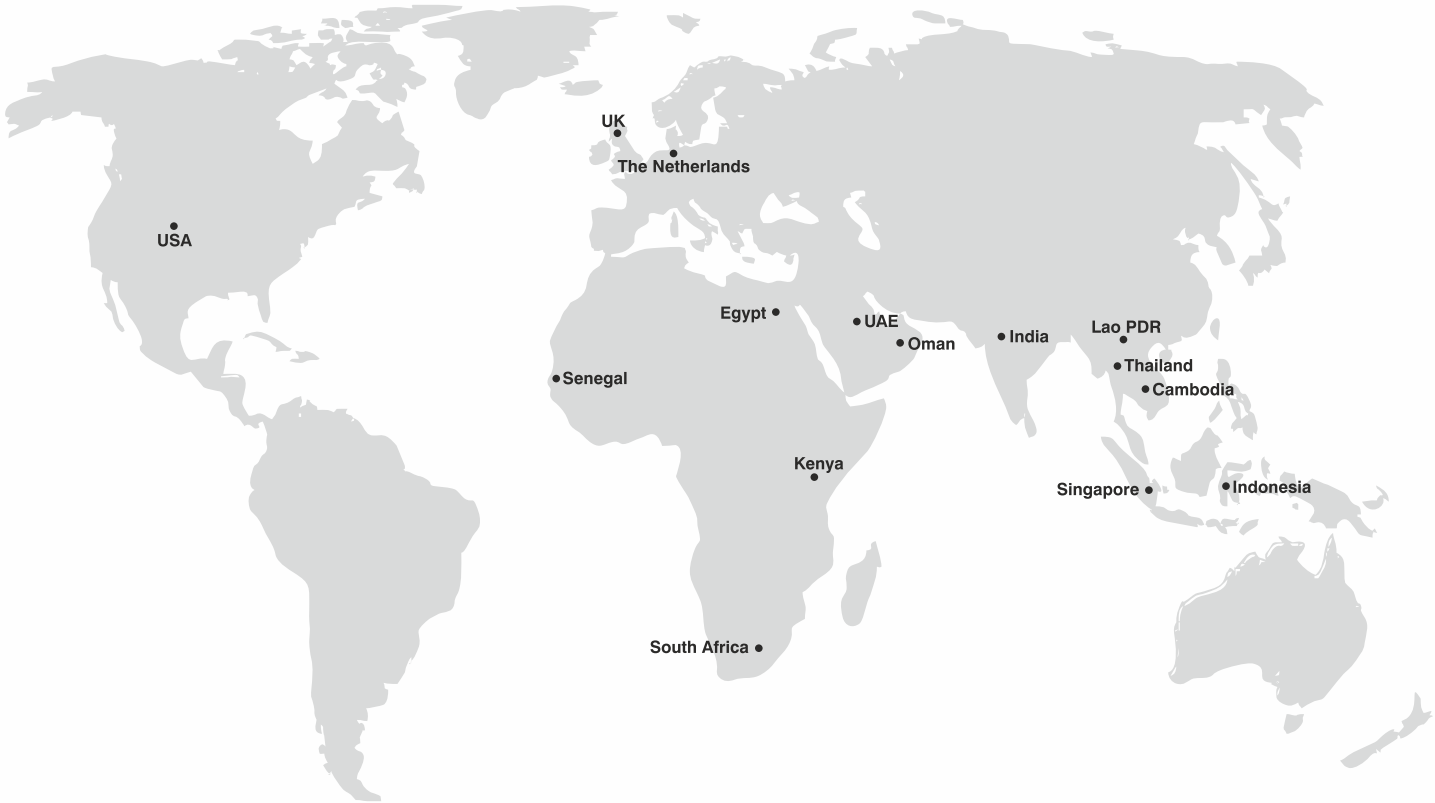 UK
The Netherlands
USA
Egypt
UAE
Oman
India
Lao PDR
Thailand
Cambodia
Senegal
Kenya
Singapore
Indonesia
South Africa